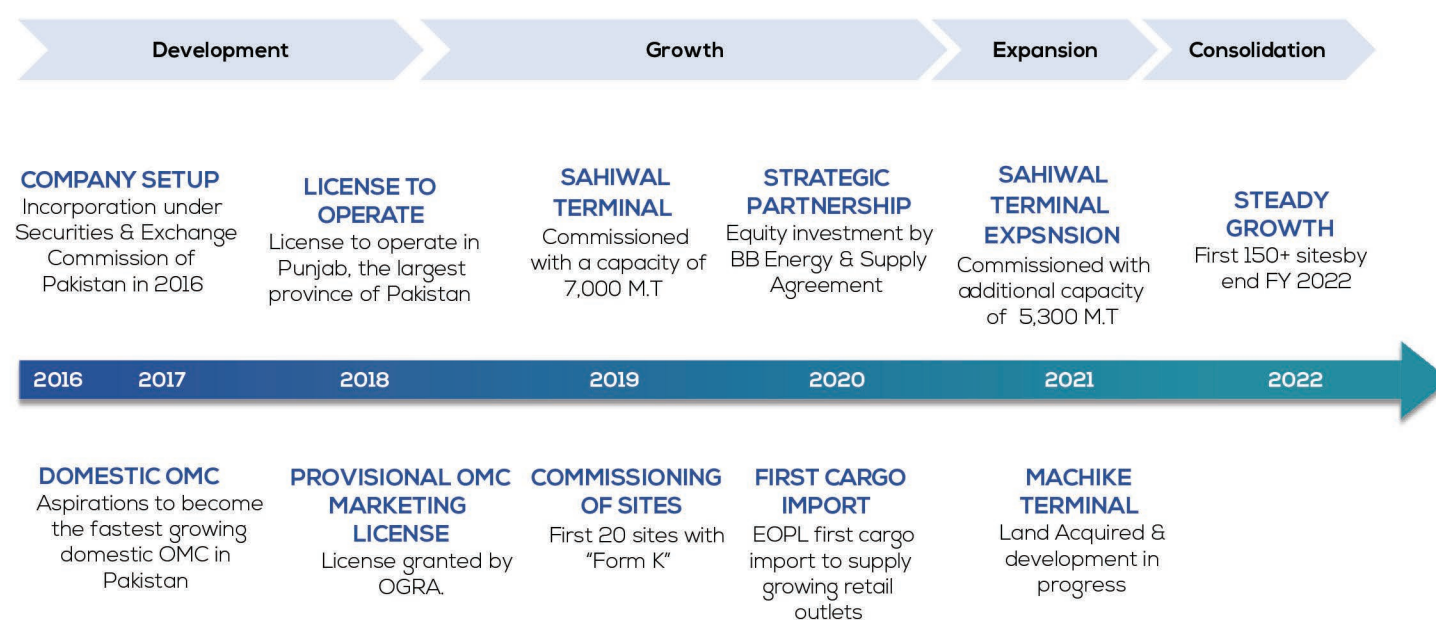 Development
Growth
Expansion
Consolidation
COMPANY SETUP
Incorporation under
Securities & Exchange
Commission of
Pakistan in 2016
LICENSE TO
OPERATE
License to operate in
Punjab, the largest
province of Pakistan
SAHIWAL
TERMINAL
Commissioned
with a capacity of
7,000 M.T
STRATEGIC
PARTNERSHIP
Equity investment by
BB Energy & Supply
Agreement
SAHIWAL
TERMINAL
EXPSNSION
Commissioned with
additional capacity
of 5,300 M.T
STEADY
GROWTH
First 150+ sitesby
end FY 2022
2016
2017
2018
2019
2020
2021
2022
DOMESTIC OMC
Aspirations to become
the fastest growing
domestic OMC in
Pakistan
PROVISIONAL OMC
MARKETING
LICENSE
License granted by
OGRA.
COMMISSIONING
OF SITES
First 20 sites with
"Form K"
FIRST CARGO
IMPORT
EOPL first cargo
import to supply
growing retail
outlets
MACHIKE
TERMINAL
Land Acquired &
development in
progress